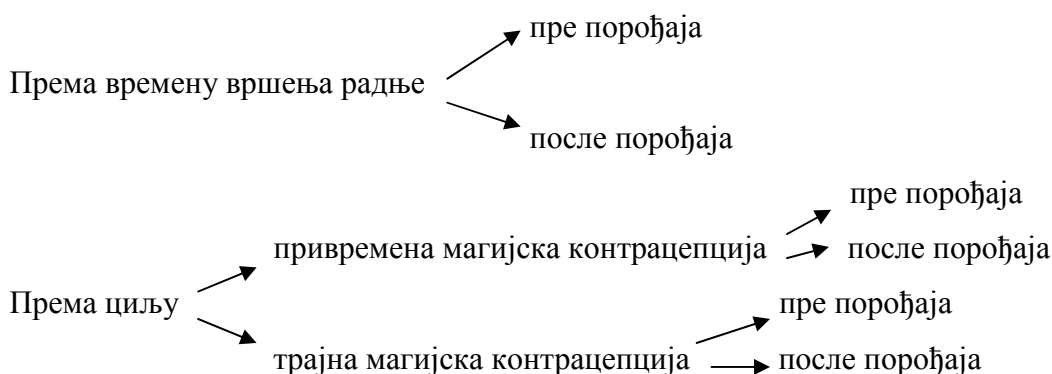 пре порођаја
Према времену вршења радње
после порођаја
пре порођаја
привремена магијска контрацепција
после порођаја
Према циљу
пре порођаја
трајна магијска контрацепција
после порођаја